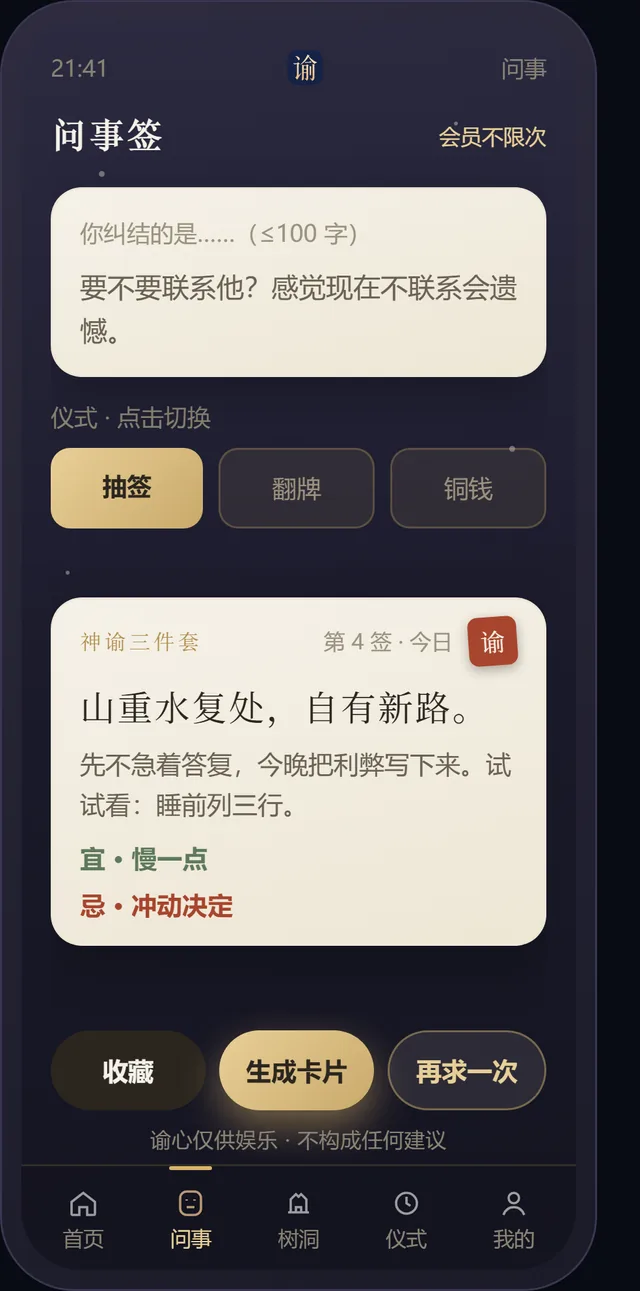 21:41 谕 问事
问事签 会员不限次
你纠结的是……（≤100 字）
要不要联系他？感觉现在不联系会遗
憾。
仪式 · 点击切换
抽签 翻牌 铜钱
神谕三件套 第 4 签 · 今日 谕
山重水复处，自有新路。
先不急着答复，今晚把利弊写下来。试
试看：睡前列三行。
宜 • 慢一点
忌 • 冲动决定
收藏 生成卡片 再求一次
谕心仅供娱乐 · 不构成任何建议
首页 问事 树洞 仪式 我的